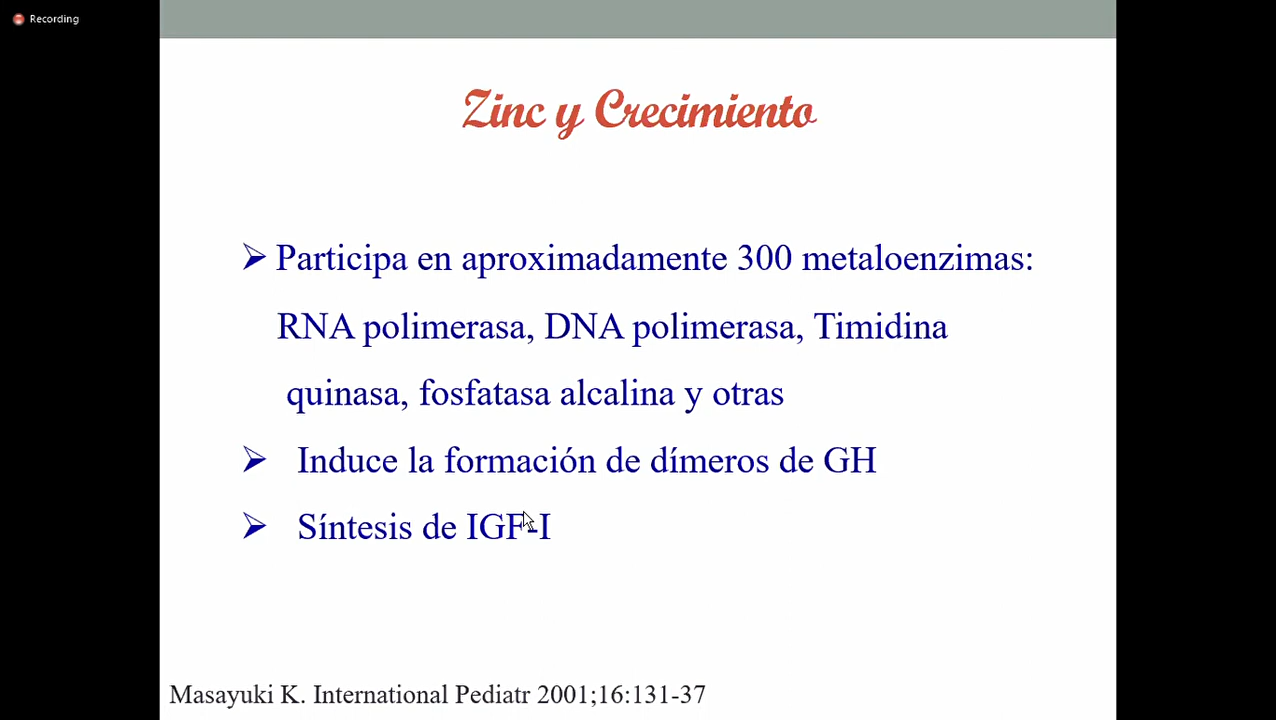 Recording
Zinc y Crecimiento
➢ Participa en aproximadamente 300 metaloenzimas:
RNA polimerasa, DNA polimerasa, Timidina
quinasa, fosfatasa alcalina y otras
➢ Induce la formación de dímeros de GH
➢ Síntesis de IGF-I
Masayuki K. International Pediatr 2001;16:131-37